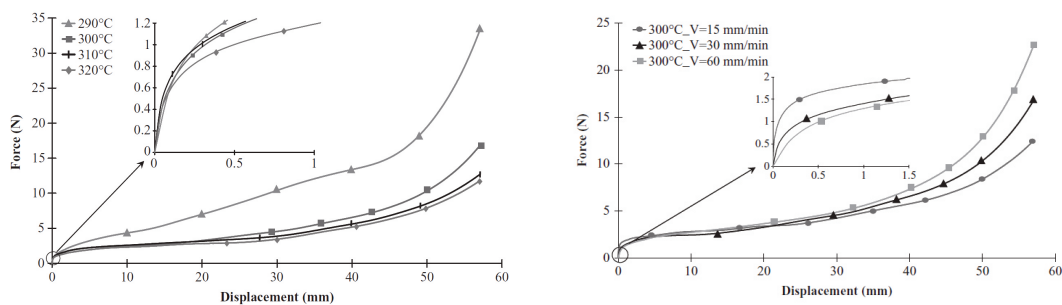 290°C
300°C
310°C
320°C
Force (N)
35
30
25
20
15
10
5
0
0 10 20 30 40 50 60
Displacement (mm)
1.2
1
0.8
0.6
0.4
0.2
0
0 0.5 1
300°C_V=15 mm/min
300°C_V=30 mm/min
300°C_V=60 mm/min
Force (N)
25
20
15
10
5
0
0 10 20 30 40 50 60
Displacement (mm)
2
1.5
1
0.5
0
0 0.5 1 1.5